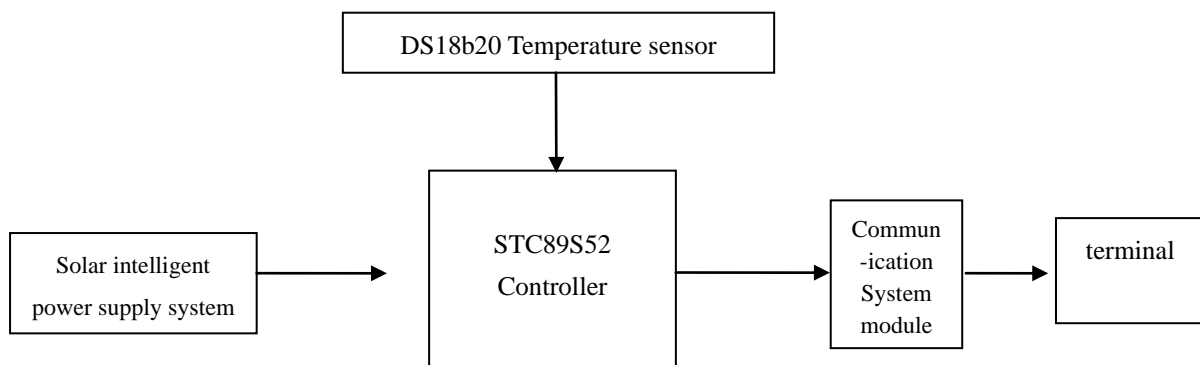 DS18b20 Temperature sensor
STC89S52
Controller
Solar intelligent
power supply system
Commun
-ication
System
module
terminal